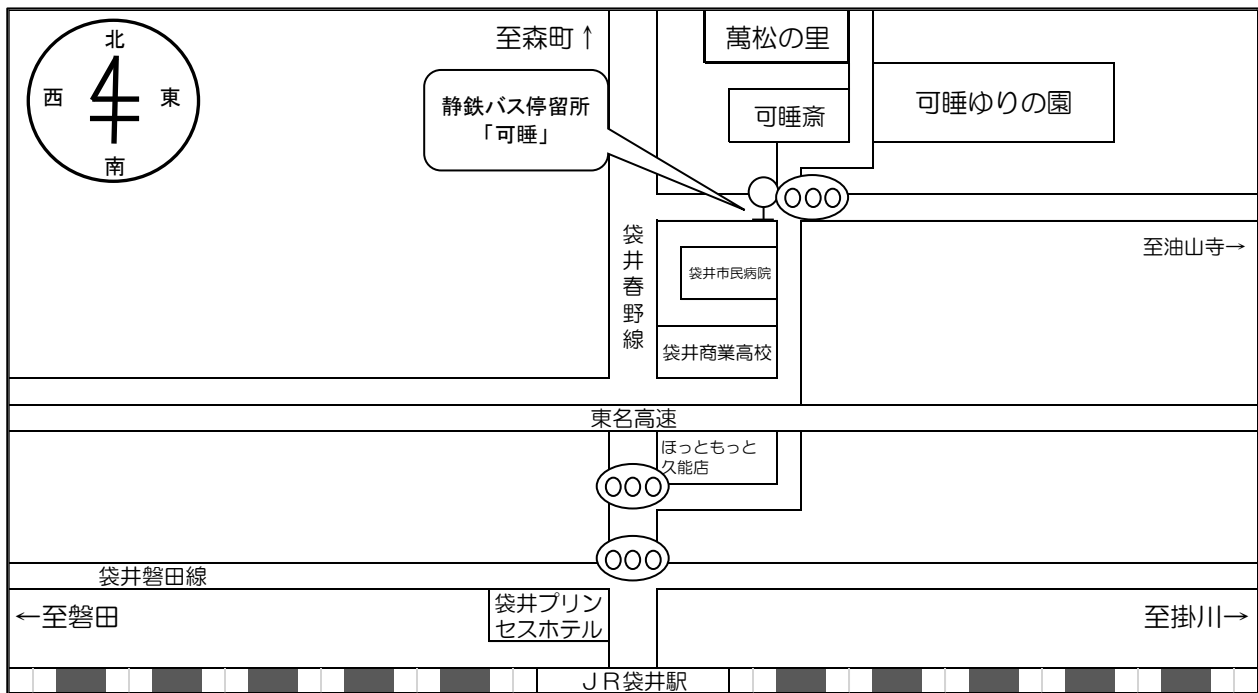 北
至森町↑
萬松の里
西
東
静鉄バス停留所
「可睡」
可睡斎
可睡ゆりの園
南
袋井春野線
至油山寺→
袋井市民病院
袋井商業高校
東名高速
ほっともっと
久能店
袋井磐田線
←至磐田
袋井プリン
セスホテル
至掛川→
JR袋井駅